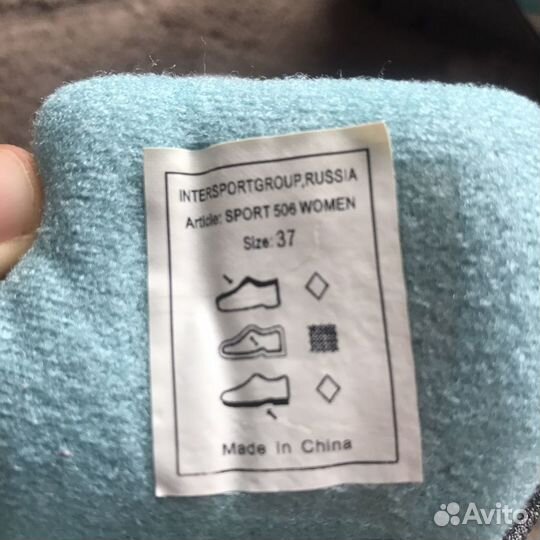 INTERSPORTGROUP,RUSSIA
Article: SPORT 506 WOMEN
Size: 37
Made In China
Avito